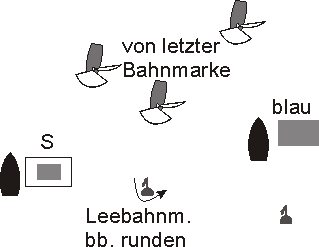 von letzter
Bahnmarke
blau
S
Leebahnm.
bb. runden